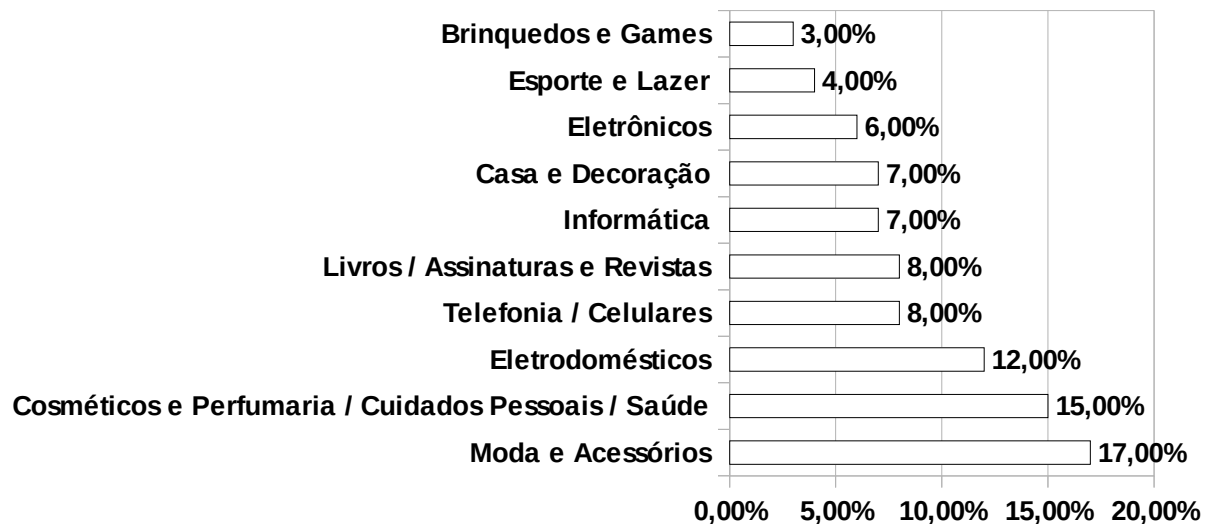 Brinquedos e Games 3,00%
Esporte e Lazer 4,00%
Eletrônicos 6,00%
Casa e Decoração 7,00%
Informática 7,00%
Livros / Assinaturas e Revistas 8,00%
Telefonia / Celulares 8,00%
Eletrodomésticos 12,00%
Cosméticos e Perfumaria / Cuidados Pessoais / Saúde 15,00%
Moda e Acessórios 17,00%
0,00% 5,00% 10,00% 15,00% 20,00%